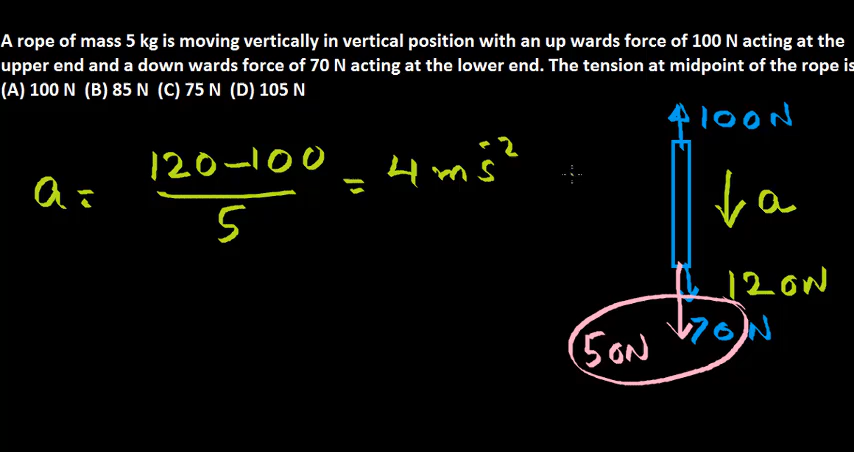 A rope of mass 5 kg is moving vertically in vertical position with an up wards force of 100 N acting at the
upper end and a down wards force of 70 N acting at the lower end. The tension at midpoint of the rope is
(A) 100 N (B) 85 N (C) 75 N (D) 105 N
100N
a = 120-100 / 5 = 4 ms⁻²
a
120N
70N
50N